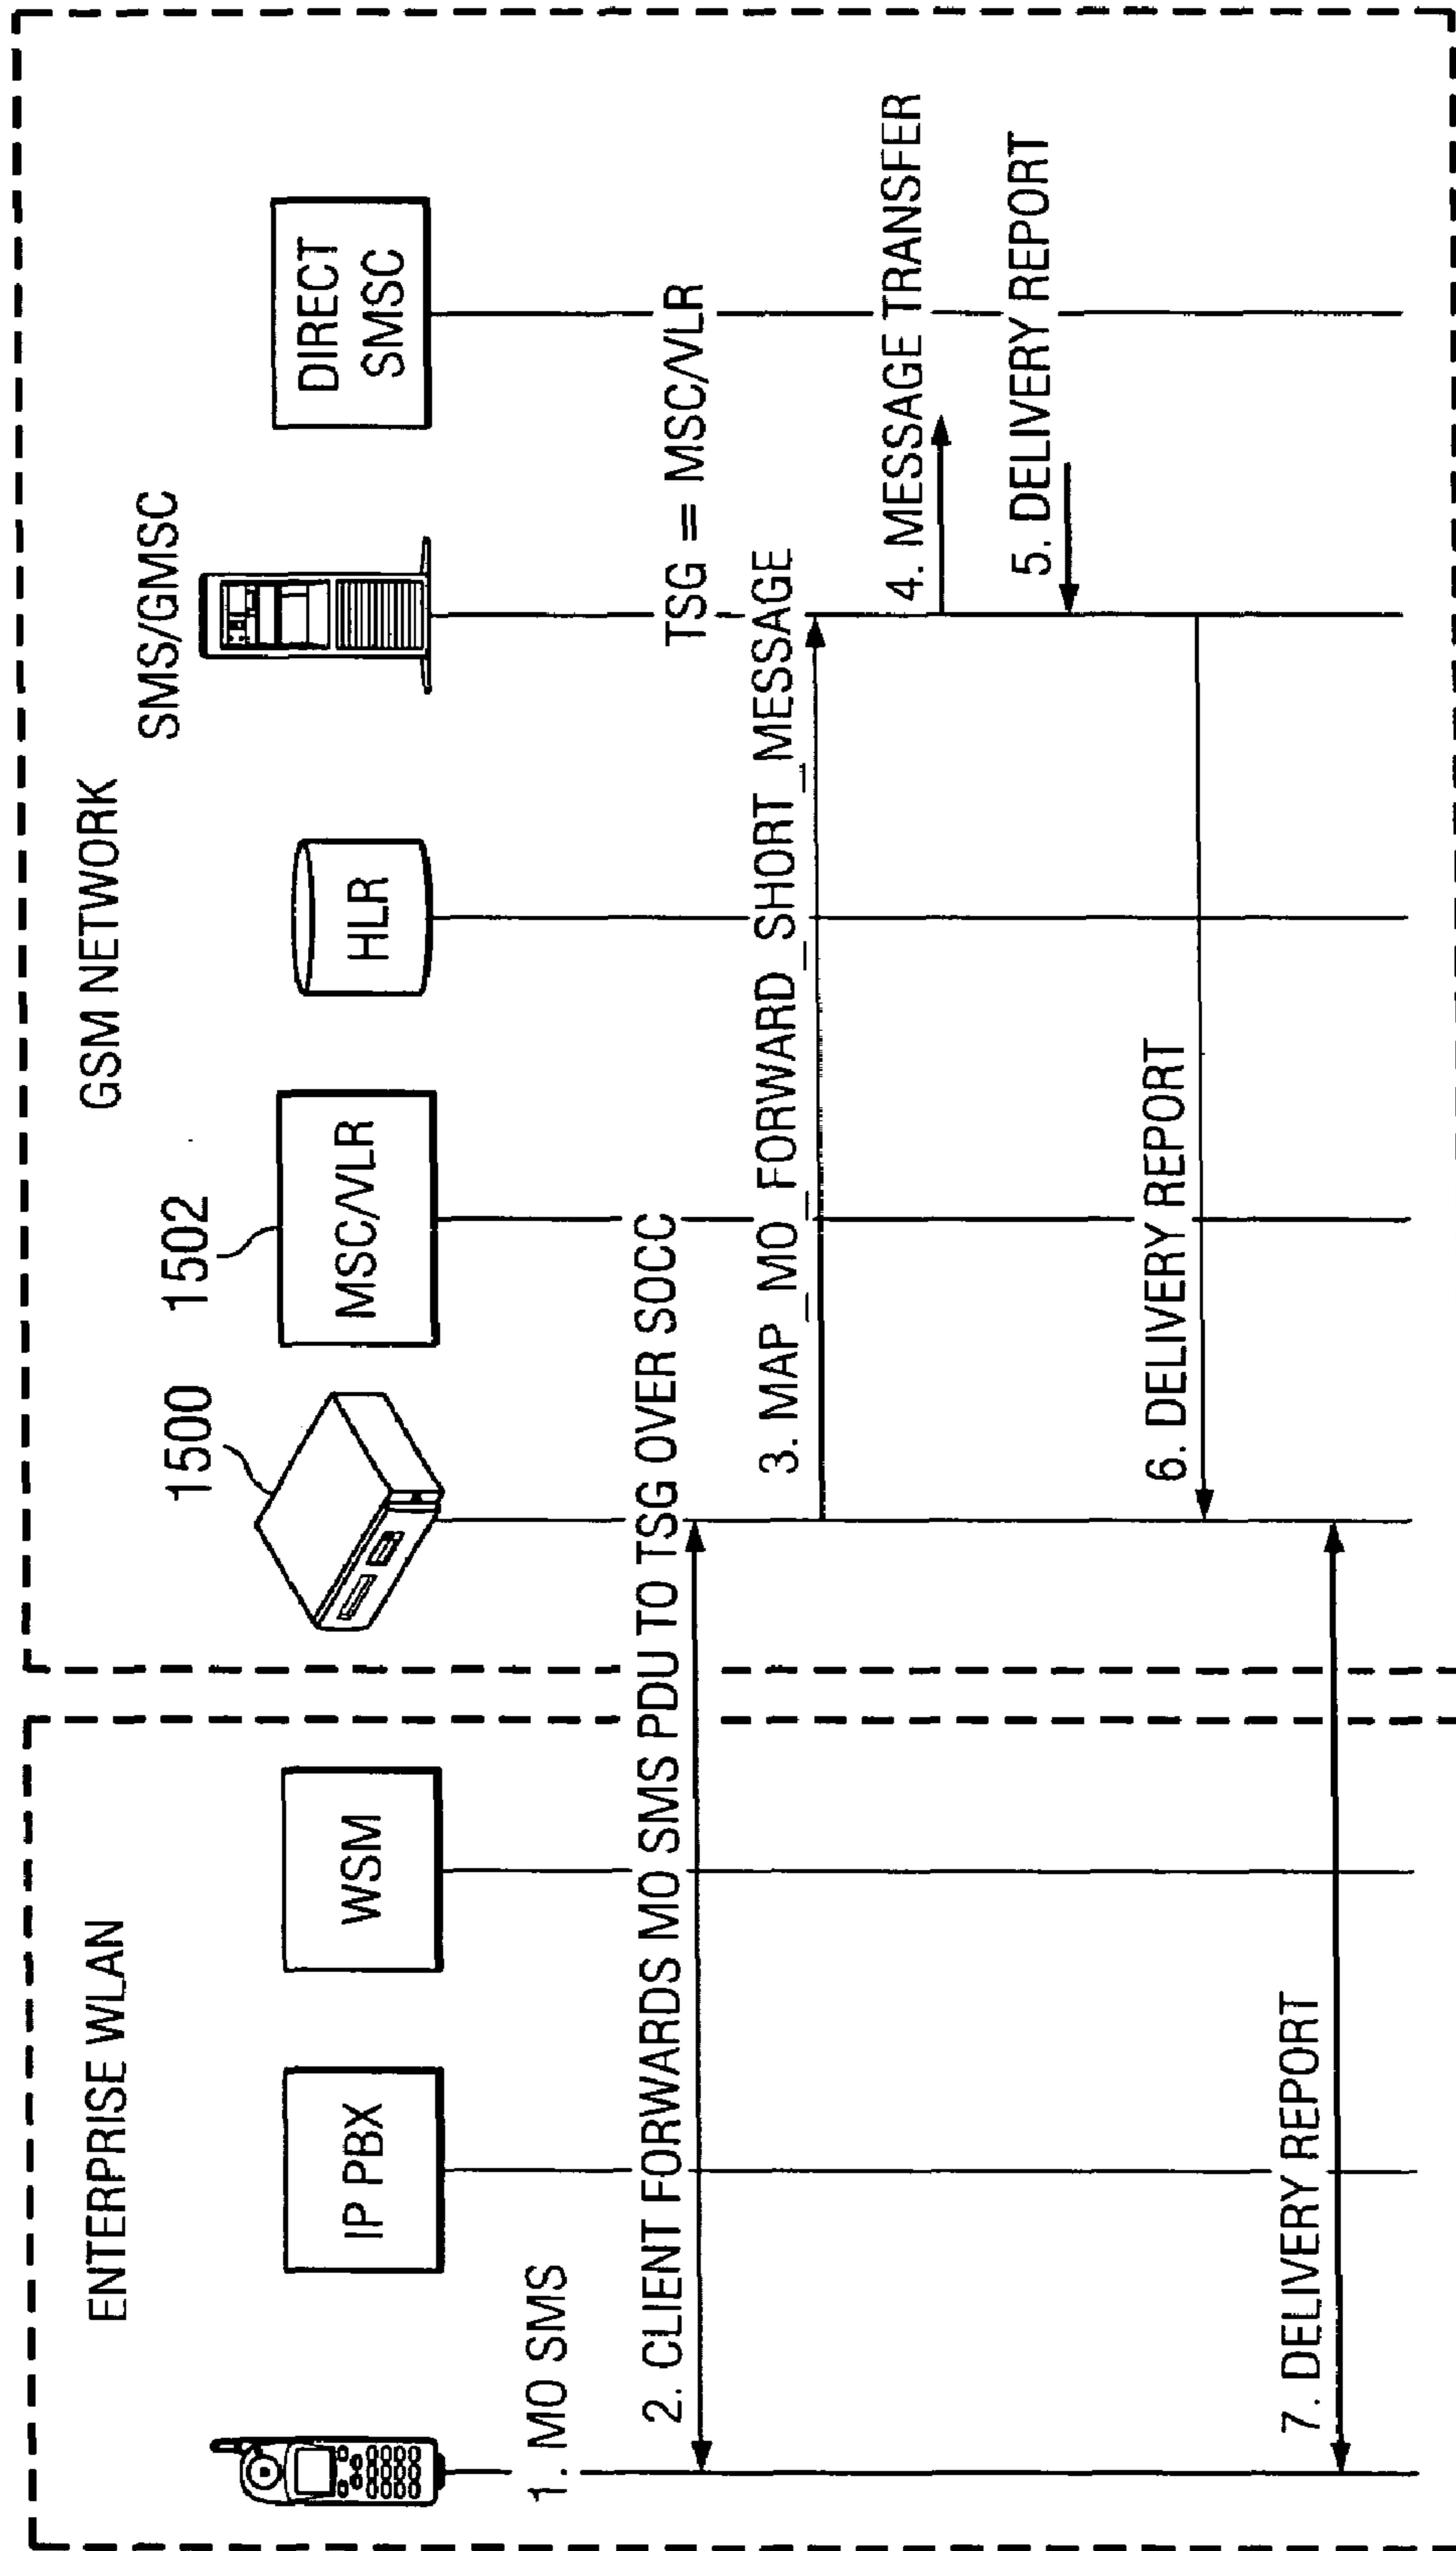 ENTERPRISE WLAN
GSM NETWORK
IP PBX
WSM
1500
1502
MSC/VLR
HLR
SMS/GMSC
DIRECT
SMSC
1. MO SMS
2. CLIENT FORWARDS MO SMS PDU TO TSG OVER SOCC
TSG = MSC/VLR
3. MAP_MO_FORWARD_SHORT_MESSAGE
4. MESSAGE TRANSFER
5. DELIVERY REPORT
6. DELIVERY REPORT
7. DELIVERY REPORT